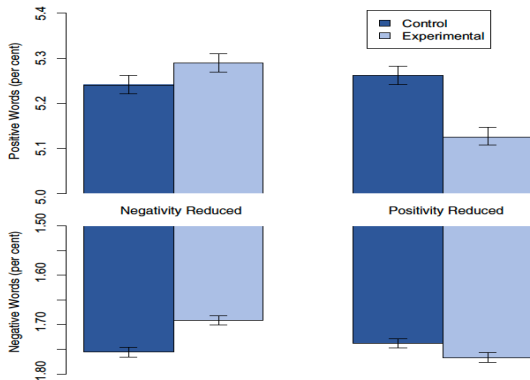 Control
Experimental
Positive Words (per cent)
5.4
5.3
5.2
5.1
5.0
Negativity Reduced
Positivity Reduced
Negative Words (per cent)
1.50
1.60
1.70
1.80